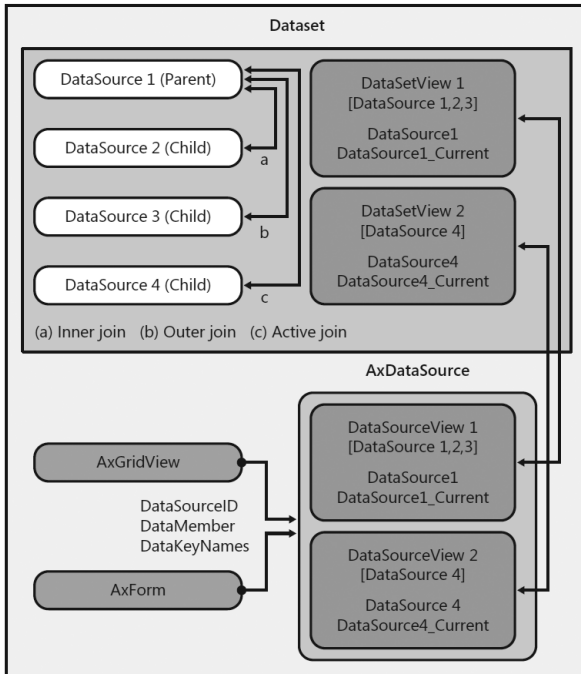 Dataset
DataSource 1 (Parent)
DataSource 2 (Child)
a
DataSource 3 (Child)
b
DataSource 4 (Child)
c
(a) Inner join (b) Outer join (c) Active join
DataSetView 1
[DataSource 1,2,3]
DataSource1
DataSource1_Current
DataSetView 2
[DataSource 4]
DataSource4
DataSource4_Current
AxDataSource
AxGridView
DataSourceID
DataMember
DataKeyNames
AxForm
DataSourceView 1
[DataSource 1,2,3]
DataSource1
DataSource1_Current
DataSourceView 2
[DataSource 4]
DataSource 4
DataSource4_Current